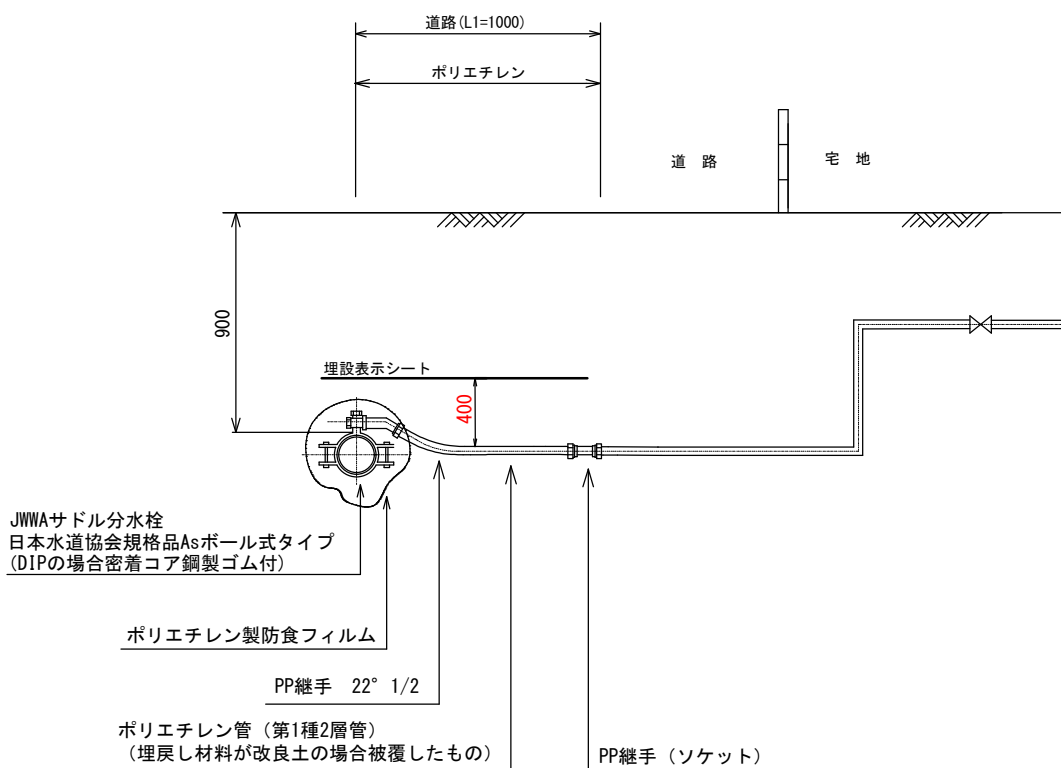 道路(L1=1000)
ポリエチレン
道 路
宅 地
900
埋設表示シート
400
JWWAサドル分水栓
日本水道協会規格品Asボール式タイプ
(DIPの場合密着コア鋼製ゴム付)
ポリエチレン製防食フィルム
PP継手 22° 1/2
ポリエチレン管（第1種2層管）
（埋戻し材料が改良土の場合被覆したもの）
PP継手（ソケット）